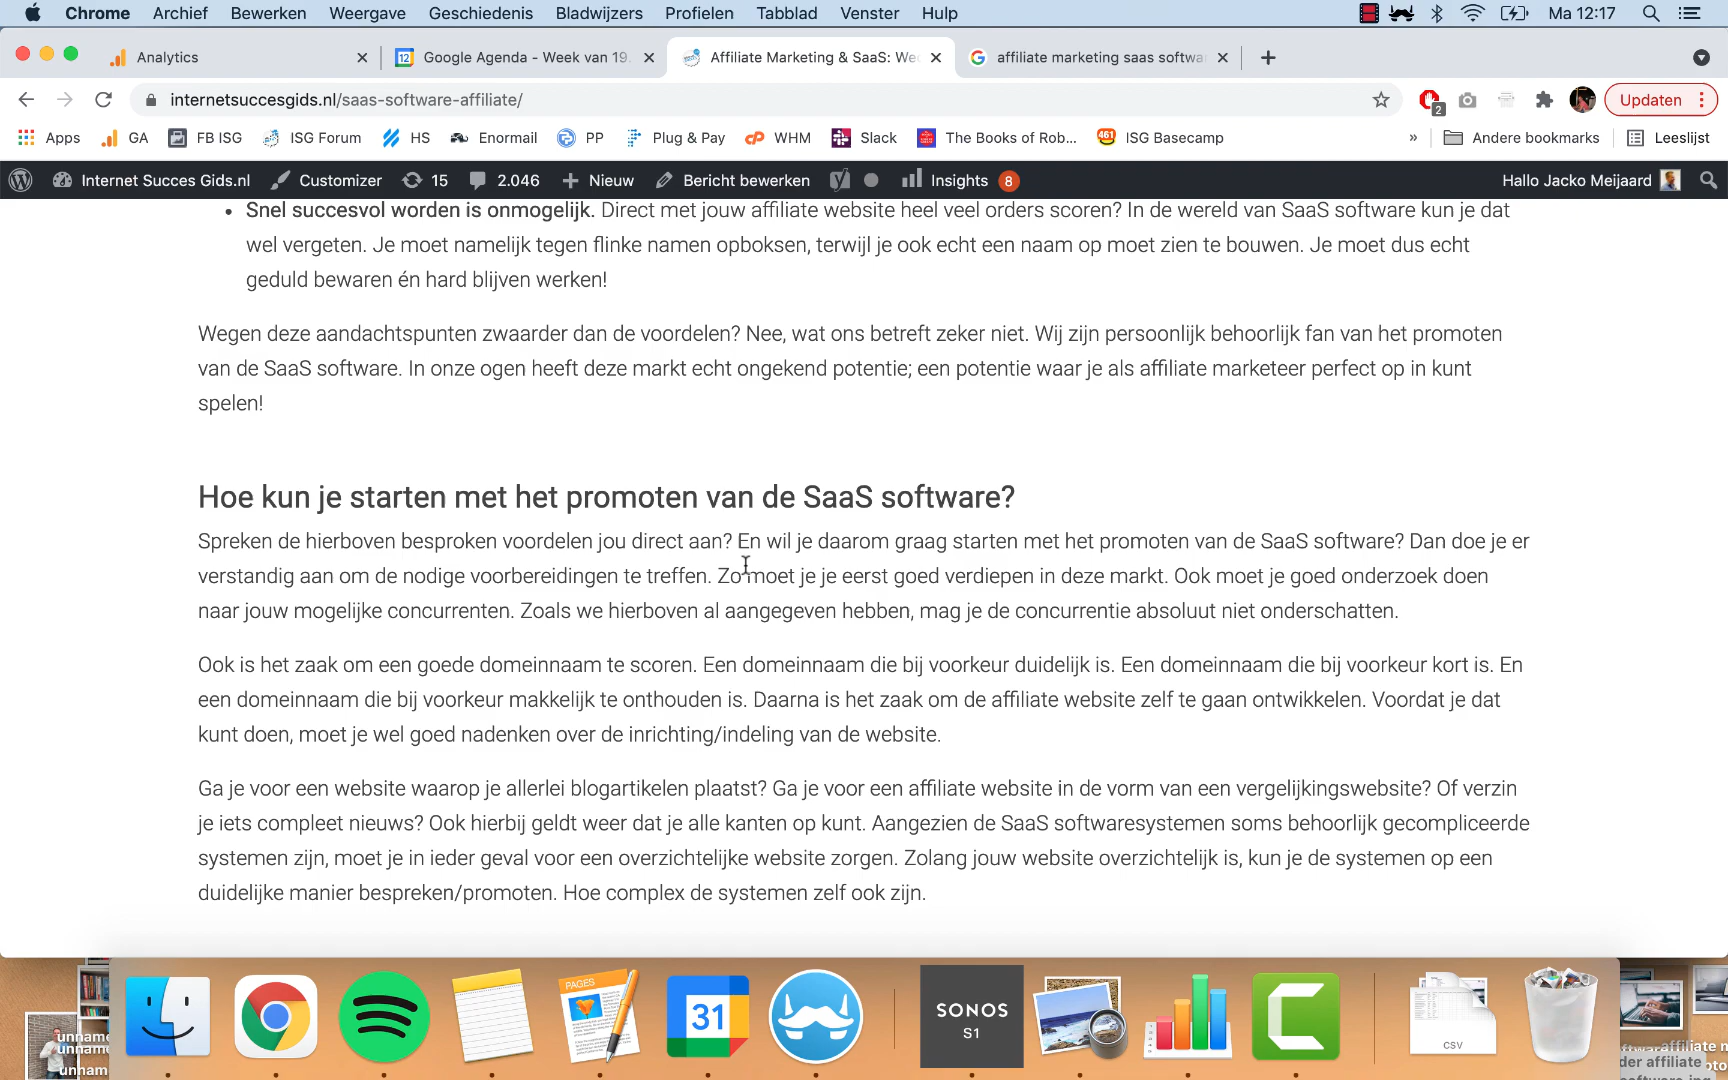 Chrome Archief Bewerken Weergave Geschiedenis Bladwijzers Profielen Tabblad Venster Hulp Ma 12:17
Analytics Google Agenda - Week van 19. Affiliate Marketing & SaaS: We affiliate marketing saas softwa
internetsuccesgids.nl/saas-software-affiliate/ 2 Updaten
Apps GA FB ISG ISG Forum HS Enormail PP Plug & Pay WHM Slack The Books of Rob... 461 ISG Basecamp » Andere bookmarks Leeslijst
Internet Succes Gids.nl Customizer 15 2.046 Nieuw Bericht bewerken Insights 8 Hallo Jacko Meijaard
• Snel succesvol worden is onmogelijk. Direct met jouw affiliate website heel veel orders scoren? In de wereld van SaaS software kun je dat
wel vergeten. Je moet namelijk tegen flinke namen opboksen, terwijl je ook echt een naam op moet zien te bouwen. Je moet dus echt
geduld bewaren én hard blijven werken!
Wegen deze aandachtspunten zwaarder dan de voordelen? Nee, wat ons betreft zeker niet. Wij zijn persoonlijk behoorlijk fan van het promoten
van de SaaS software. In onze ogen heeft deze markt echt ongekend potentie; een potentie waar je als affiliate marketeer perfect op in kunt
spelen!
Hoe kun je starten met het promoten van de SaaS software?
Spreken de hierboven besproken voordelen jou direct aan? En wil je daarom graag starten met het promoten van de SaaS software? Dan doe je er
verstandig aan om de nodige voorbereidingen te treffen. Zo moet je je eerst goed verdiepen in deze markt. Ook moet je goed onderzoek doen
naar jouw mogelijke concurrenten. Zoals we hierboven al aangegeven hebben, mag je de concurrentie absoluut niet onderschatten.
Ook is het zaak om een goede domeinnaam te scoren. Een domeinnaam die bij voorkeur duidelijk is. Een domeinnaam die bij voorkeur kort is. En
een domeinnaam die bij voorkeur makkelijk te onthouden is. Daarna is het zaak om de affiliate website zelf te gaan ontwikkelen. Voordat je dat
kunt doen, moet je wel goed nadenken over de inrichting/indeling van de website.
Ga je voor een website waarop je allerlei blogartikelen plaatst? Ga je voor een affiliate website in de vorm van een vergelijkingswebsite? Of verzin
je iets compleet nieuws? Ook hierbij geldt weer dat je alle kanten op kunt. Aangezien de SaaS softwaresystemen soms behoorlijk gecompliceerde
systemen zijn, moet je in ieder geval voor een overzichtelijke website zorgen. Zolang jouw website overzichtelijk is, kun je de systemen op een
duidelijke manier bespreken/promoten. Hoe complex de systemen zelf ook zijn.
PAGES
31
SONOS
S1
CSV
unname
unname
unnam
affiliate n
der affiliate